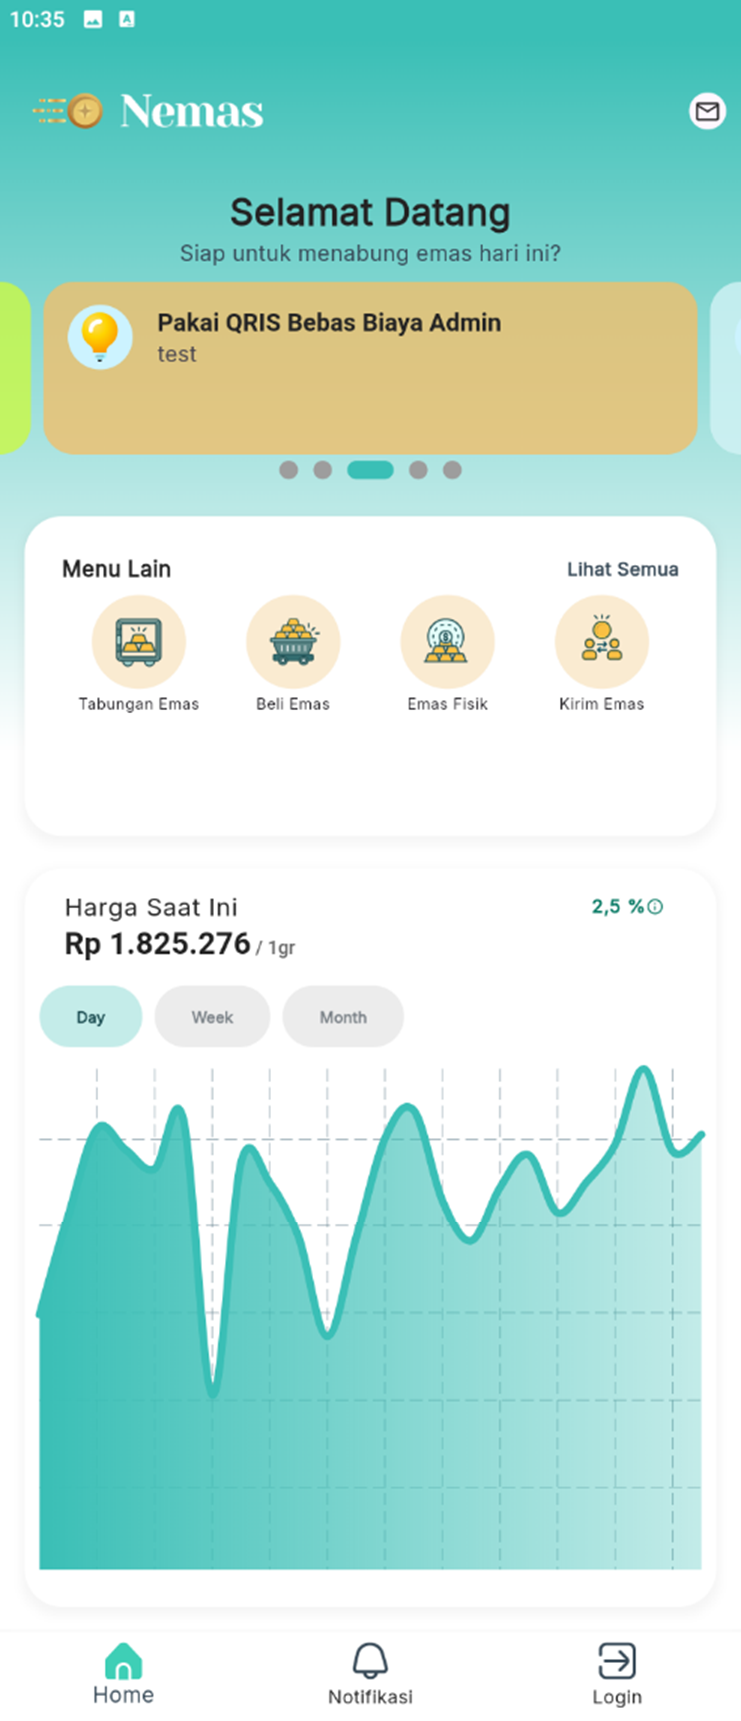 10:35
Nemas
Selamat Datang
Siap untuk menabung emas hari ini?
Pakai QRIS Bebas Biaya Admin
test
Menu Lain
Lihat Semua
Tabungan Emas
Beli Emas
Emas Fisik
Kirim Emas
Harga Saat Ini
2,5 %
Rp 1.825.276 / 1gr
Day
Week
Month
Home
Notifikasi
Login